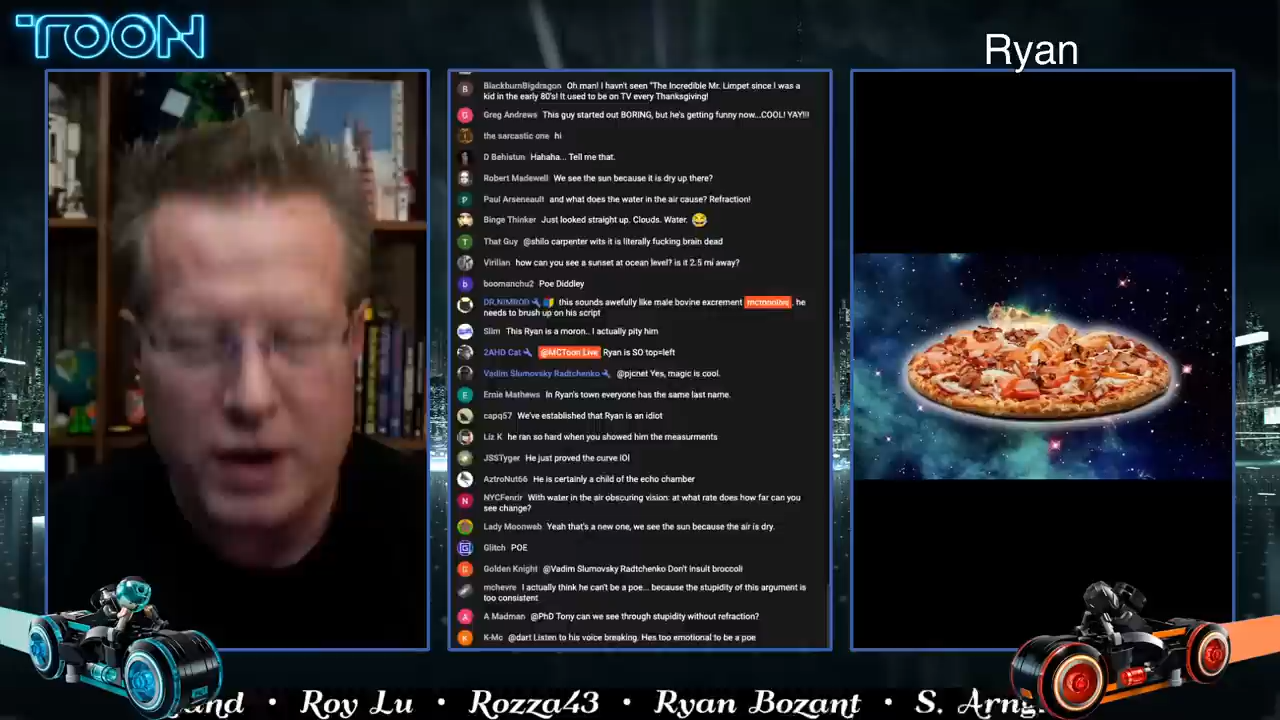 TOON
Ryan
B BlackburnBigdragon Oh man! I havn't seen "The Incredible Mr. Limpet since I was a
kid in the early 80's! It used to be on TV every Thanksgiving!
G Greg Andrews This guy started out BORING, but he's getting funny now...COOL! YAY!!!
the sarcastic one hi
D Behistun Hahaha... Tell me that.
Robert Madewell We see the sun because it is dry up there?
P Paul Arseneault and what does the water in the air cause? Refraction!
Binge Thinker Just looked straight up. Clouds. Water. 😂
T That Guy @shilo carpenter wits it is literally fucking brain dead
Virilian how can you see a sunset at ocean level? is it 2.5 mi away?
b boomanchu2 Poe Diddley
DR.NIMROD this sounds awefully like male bovine excrement mctoonlive, he
needs to brush up on his script
Slim This Ryan is a moron.. I actually pity him
2AHD Cat @MCToon Live Ryan is SO top=left
Vadim Slumovsky Radtchenko @pjcnet Yes, magic is cool.
E Ernie Mathews In Ryan's town everyone has the same last name.
capq57 We've established that Ryan is an idiot
Liz K he ran so hard when you showed him the measurments
JSSTyger He just proved the curve lOl
AztroNut66 He is certainly a child of the echo chamber
N NYCFenrir With water in the air obscuring vision: at what rate does how far can you
see change?
Lady Moonweb Yeah that's a new one, we see the sun because the air is dry.
Glitch POE
G Golden Knight @Vadim Slumovsky Radtchenko Don't insult broccoli
mchevre I actually think he can't be a poe... because the stupidity of this argument is
too consistent
A A Madman @PhD Tony can we see through stupidity without refraction?
K K-Mc @dart Listen to his voice breaking. Hes too emotional to be a poe
and • Roy Lu • Rozza43 • Ryan Bozant • S. Arng